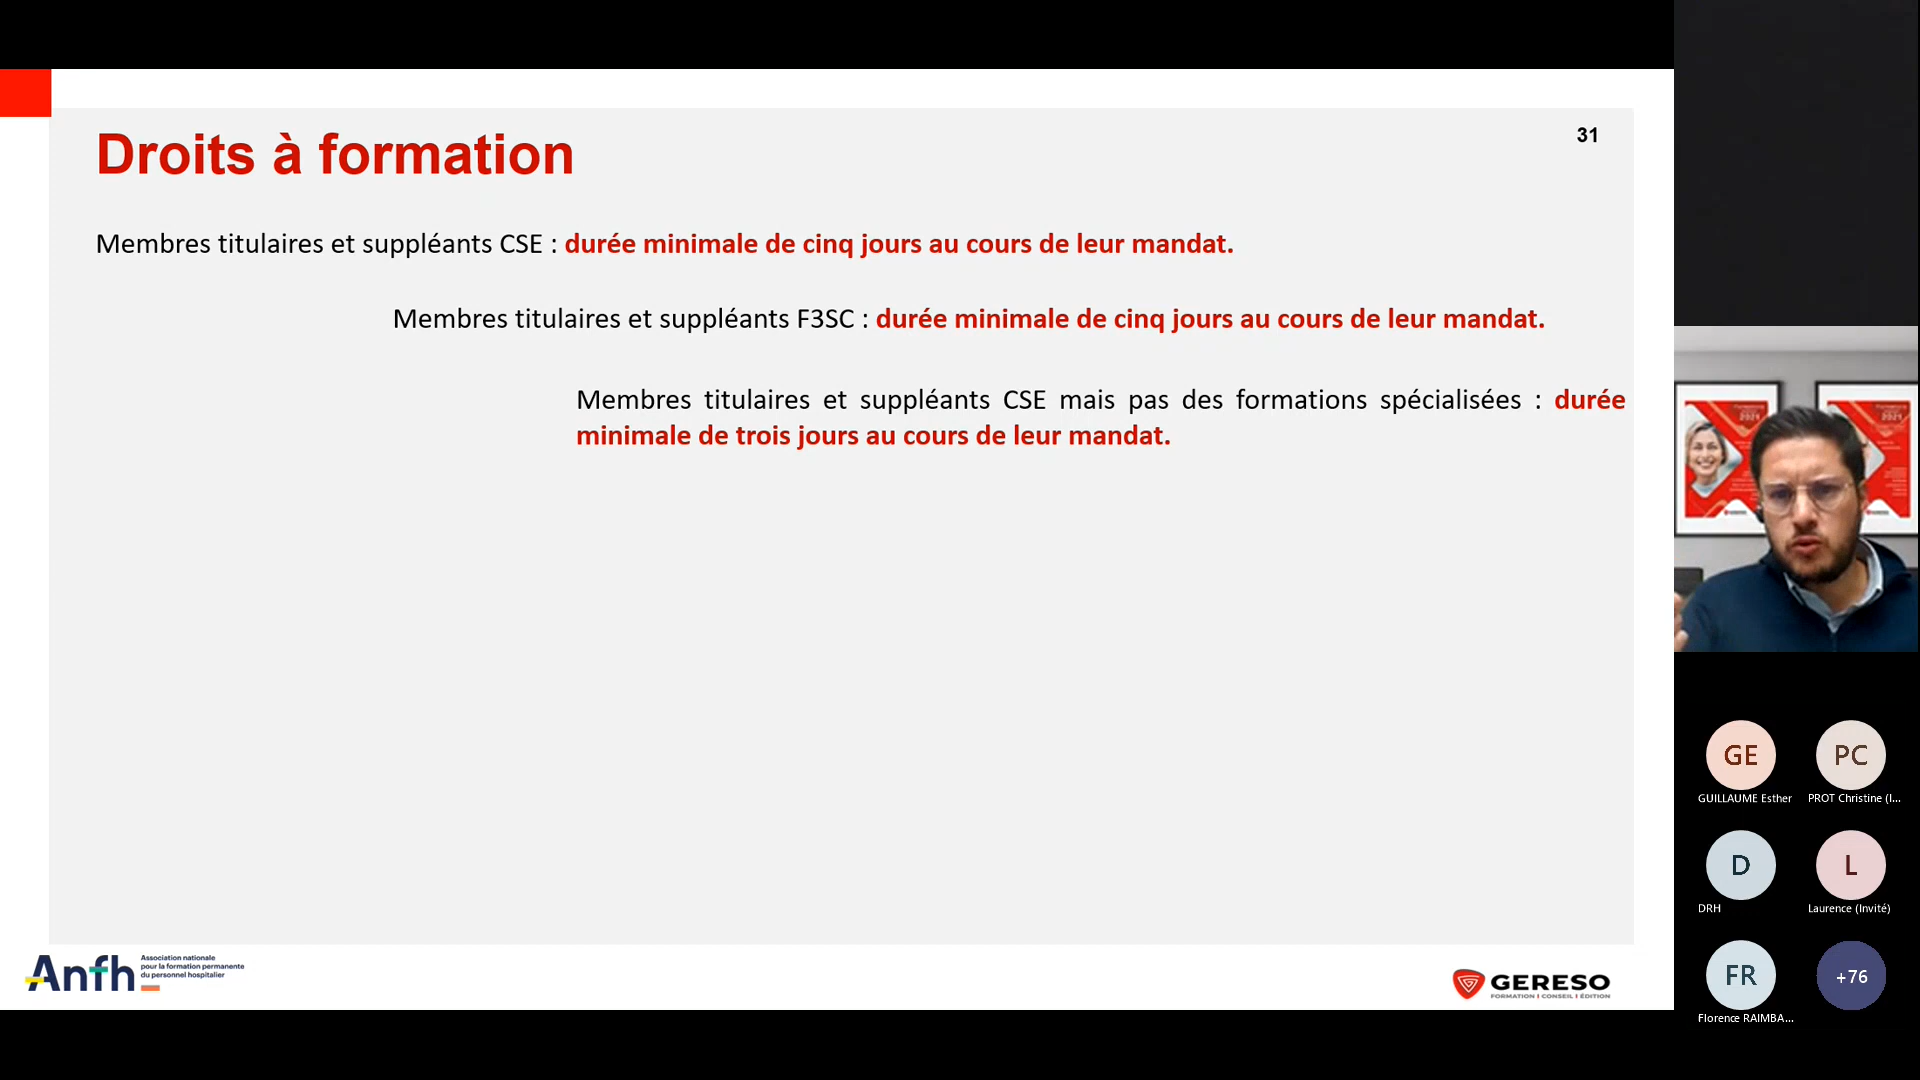 31
Droits à formation
Membres titulaires et suppléants CSE : durée minimale de cinq jours au cours de leur mandat.
Membres titulaires et suppléants F3SC : durée minimale de cinq jours au cours de leur mandat.
Membres titulaires et suppléants CSE mais pas des formations spécialisées : durée
minimale de trois jours au cours de leur mandat.
Anfh
Association nationale
pour la formation permanente
du personnel hospitalier
GERESO
FORMATION I CONSEIL I ÉDITION
GE
GUILLAUME Esther
PC
PROT Christine (I...
D
DRH
L
Laurence (Invité)
FR
Florence RAIMBA...
+76